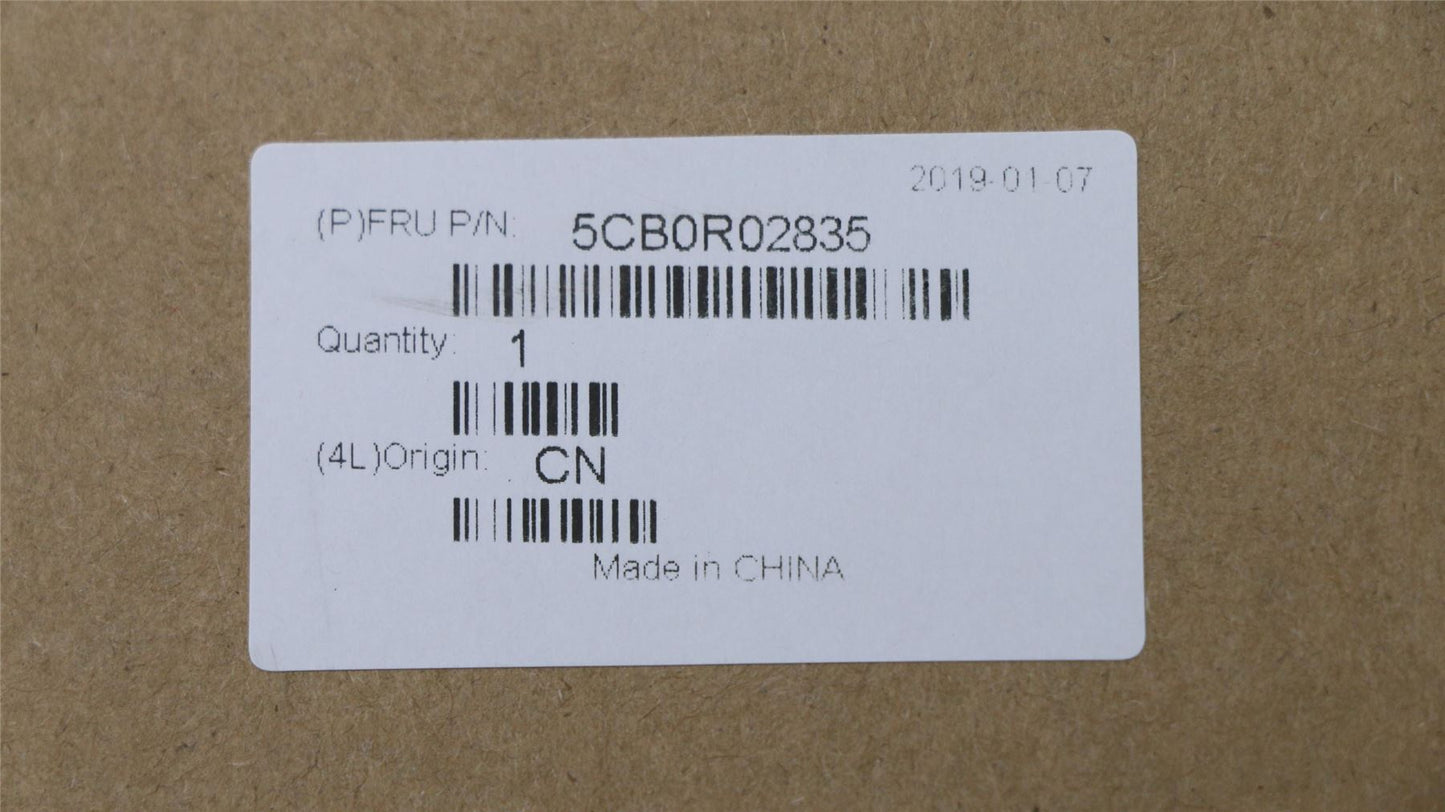 2019-01-07
(P)FRU P/N: 5CB0R02835
Quantity: 1
(4L)Origin: CN
Made in CHINA